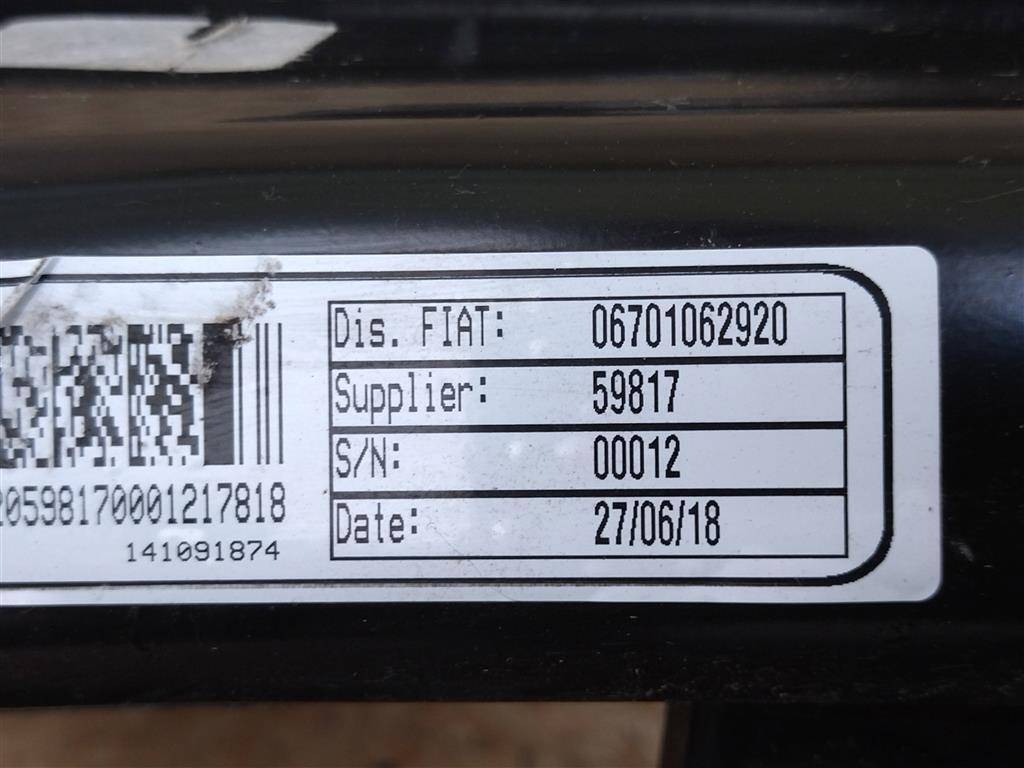 Dis. FIAT: 06701062920
Supplier: 59817
S/N: 00012
Date: 27/06/18
20598170001217818
141091874